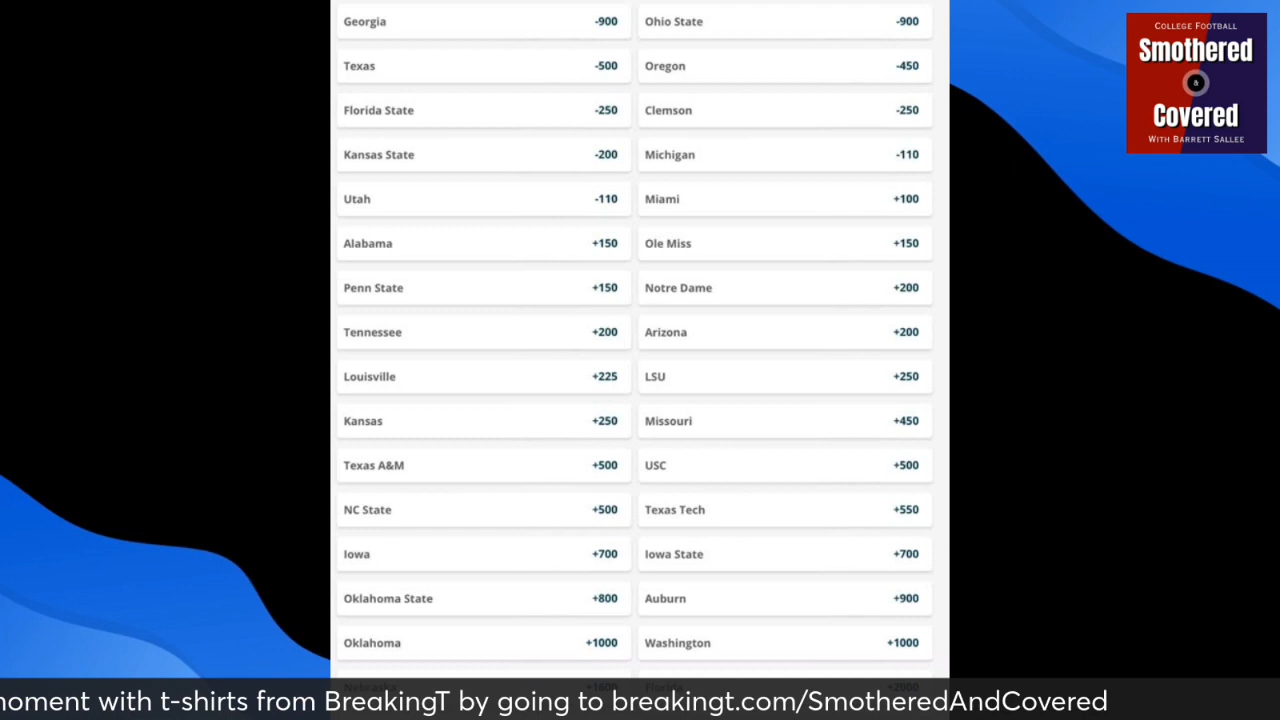 Georgia -900 Ohio State -900
Texas -500 Oregon -450
Florida State -250 Clemson -250
Kansas State -200 Michigan -110
Utah -110 Miami +100
Alabama +150 Ole Miss +150
Penn State +150 Notre Dame +200
Tennessee +200 Arizona +200
Louisville +225 LSU +250
Kansas +250 Missouri +450
Texas A&M +500 USC +500
NC State +500 Texas Tech +550
Iowa +700 Iowa State +700
Oklahoma State +800 Auburn +900
Oklahoma +1000 Washington +1000
Nebraska Florida +2000
College Football
Smothered
&
Covered
With Barrett Sallee
moment with t-shirts from BreakingT by going to breakingt.com/SmotheredAndCovered